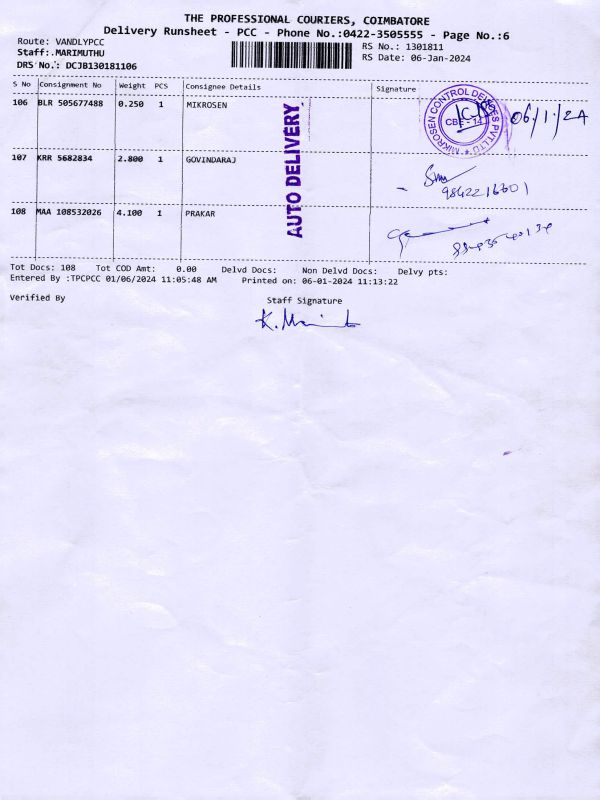 THE PROFESSIONAL COURIERS, COIMBATORE
Delivery Runsheet - PCC - Phone No.:0422-3505555 - Page No.:6
Route: VANDLYPCC
Staff:.MARIMUTHU
DRS No.: DCJB130181106
RS No.: 1301811
RS Date: 06-Jan-2024
S No Consignment No Weight PCS Consignee Details Signature
106 BLR 505677488 0.250 1 MIKROSEN
MIKROSEN CONTROL DEVICES PVT LTD
CBE - 14
06/1/24
107 KRR 5682834 2.800 1 GOVINDARAJ
9842216601
108 MAA 108532026 4.100 1 PRAKAR
AUTO DELIVERY
Tot Docs: 108 Tot COD Amt: 0.00 Delvd Docs: Non Delvd Docs: Delvy pts:
Entered By :TPCPCC 01/06/2024 11:05:48 AM Printed on: 06-01-2024 11:13:22
Verified By Staff Signature